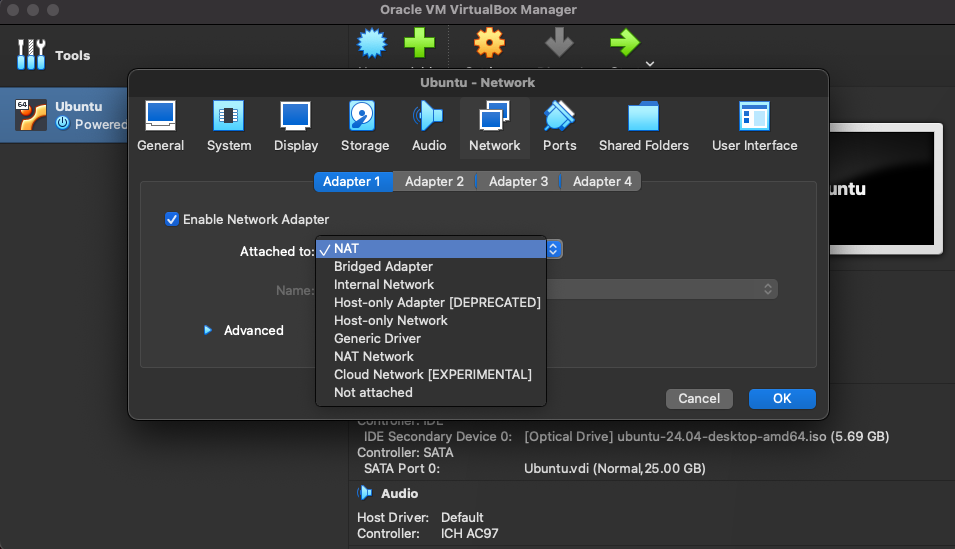 Oracle VM VirtualBox Manager
Tools
64
Ubuntu
Powered
Ubuntu - Network
General System Display Storage Audio Network Ports Shared Folders User Interface
Adapter 1 Adapter 2 Adapter 3 Adapter 4
Enable Network Adapter
Attached to:
✓ NAT
Bridged Adapter
Internal Network
Host-only Adapter [DEPRECATED]
Host-only Network
Generic Driver
NAT Network
Cloud Network [EXPERIMENTAL]
Not attached
Name:
Advanced
Cancel OK
untu
Controller: IDE
IDE Secondary Device 0: [Optical Drive] ubuntu-24.04-desktop-amd64.iso (5.69 GB)
Controller: SATA
SATA Port 0: Ubuntu.vdi (Normal,25.00 GB)
Audio
Host Driver: Default
Controller: ICH AC97